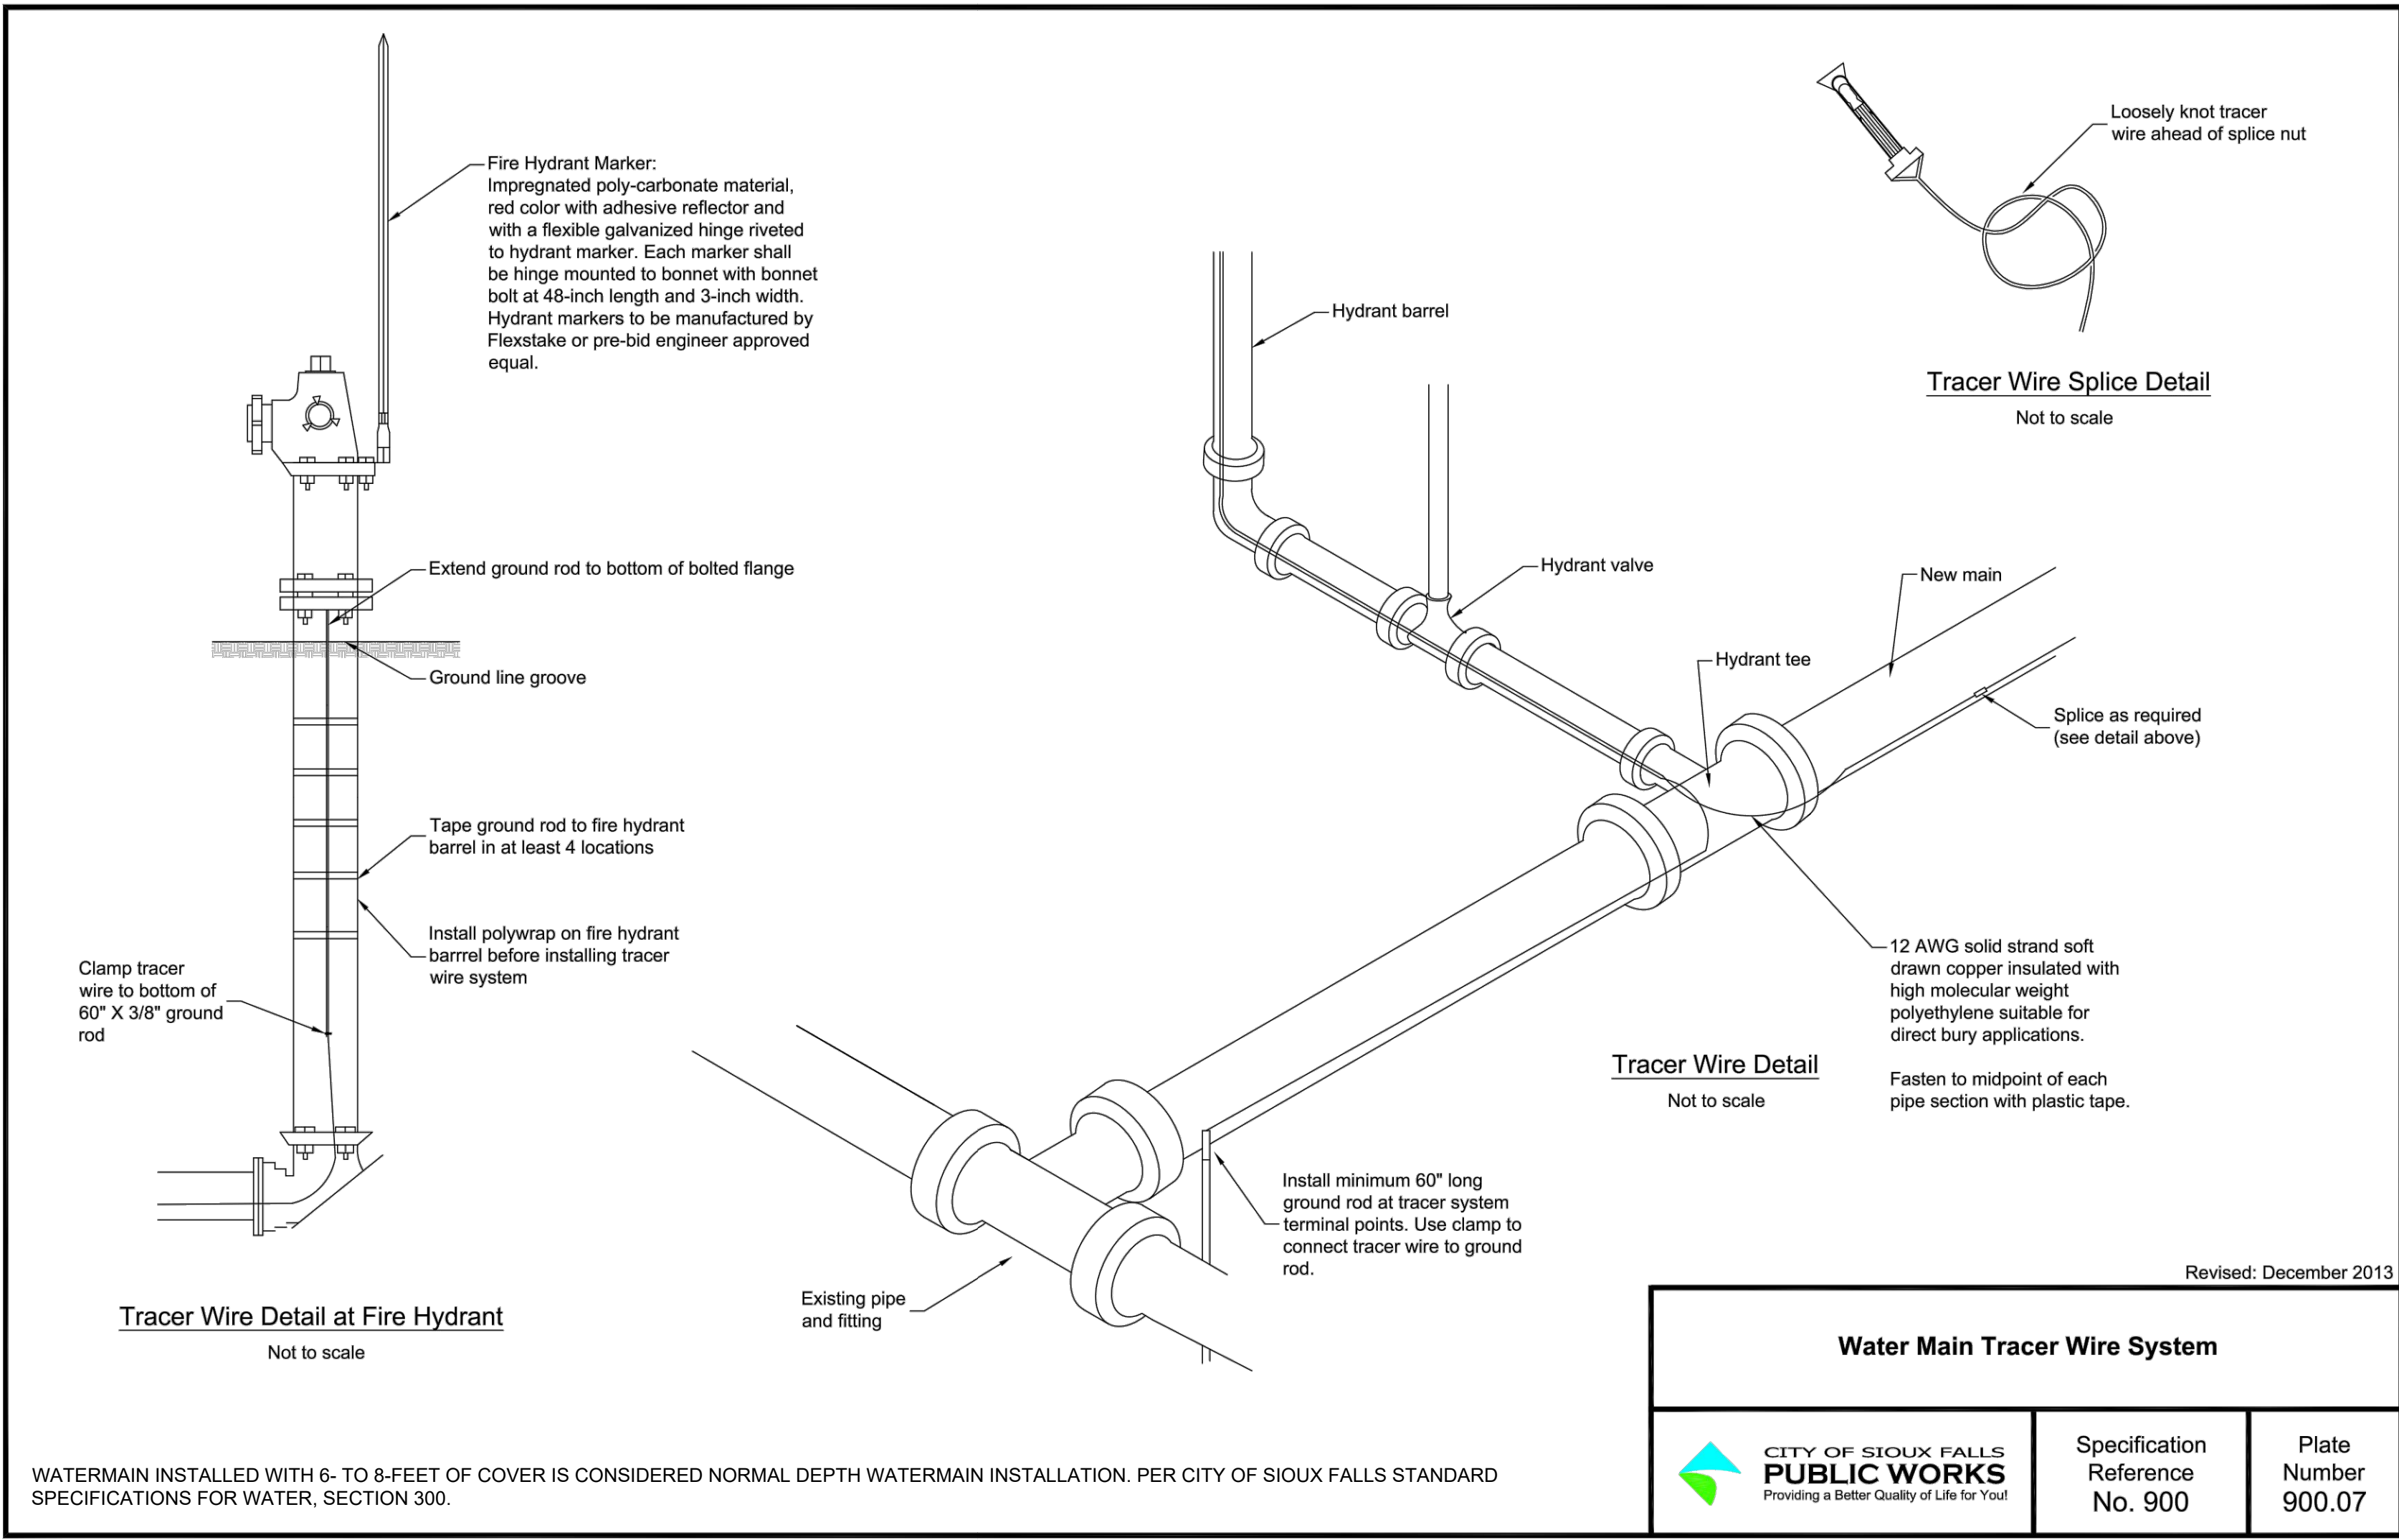 Fire Hydrant Marker:
Impregnated poly-carbonate material,
red color with adhesive reflector and
with a flexible galvanized hinge riveted
to hydrant marker. Each marker shall
be hinge mounted to bonnet with bonnet
bolt at 48-inch length and 3-inch width.
Hydrant markers to be manufactured by
Flexstake or pre-bid engineer approved
equal.
Extend ground rod to bottom of bolted flange
Ground line groove
Tape ground rod to fire hydrant
barrel in at least 4 locations
Install polywrap on fire hydrant
barrrel before installing tracer
wire system
Clamp tracer
wire to bottom of
60" X 3/8" ground
rod
Tracer Wire Detail at Fire Hydrant
Not to scale
Loosely knot tracer
wire ahead of splice nut
Tracer Wire Splice Detail
Not to scale
Hydrant barrel
Hydrant valve
New main
Hydrant tee
Splice as required
(see detail above)
12 AWG solid strand soft
drawn copper insulated with
high molecular weight
polyethylene suitable for
direct bury applications.
Fasten to midpoint of each
pipe section with plastic tape.
Tracer Wire Detail
Not to scale
Install minimum 60" long
ground rod at tracer system
terminal points. Use clamp to
connect tracer wire to ground
rod.
Existing pipe
and fitting
WATERMAIN INSTALLED WITH 6- TO 8-FEET OF COVER IS CONSIDERED NORMAL DEPTH WATERMAIN INSTALLATION. PER CITY OF SIOUX FALLS STANDARD
SPECIFICATIONS FOR WATER, SECTION 300.
Revised: December 2013
Water Main Tracer Wire System
CITY OF SIOUX FALLS
PUBLIC WORKS
Providing a Better Quality of Life for You!
Specification
Reference
No. 900
Plate
Number
900.07